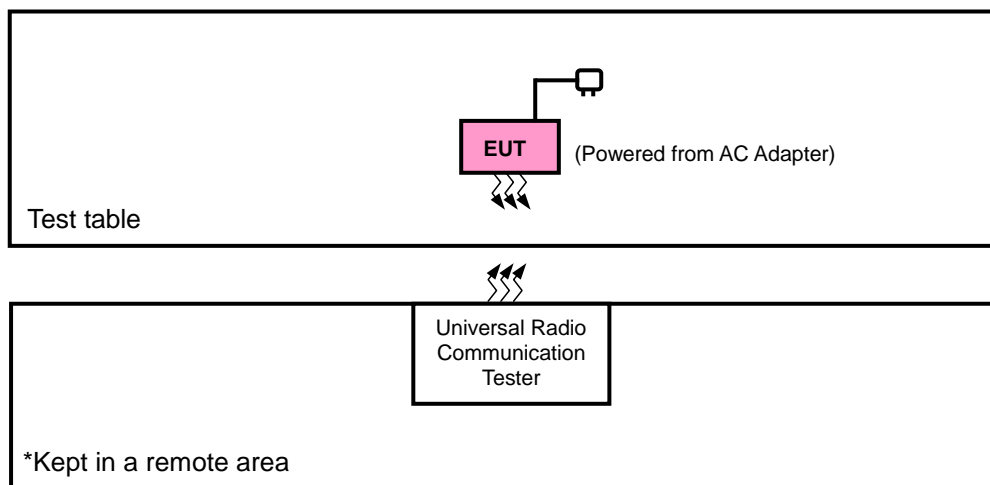 EUT
(Powered from AC Adapter)
Test table
Universal Radio
Communication
Tester
*Kept in a remote area